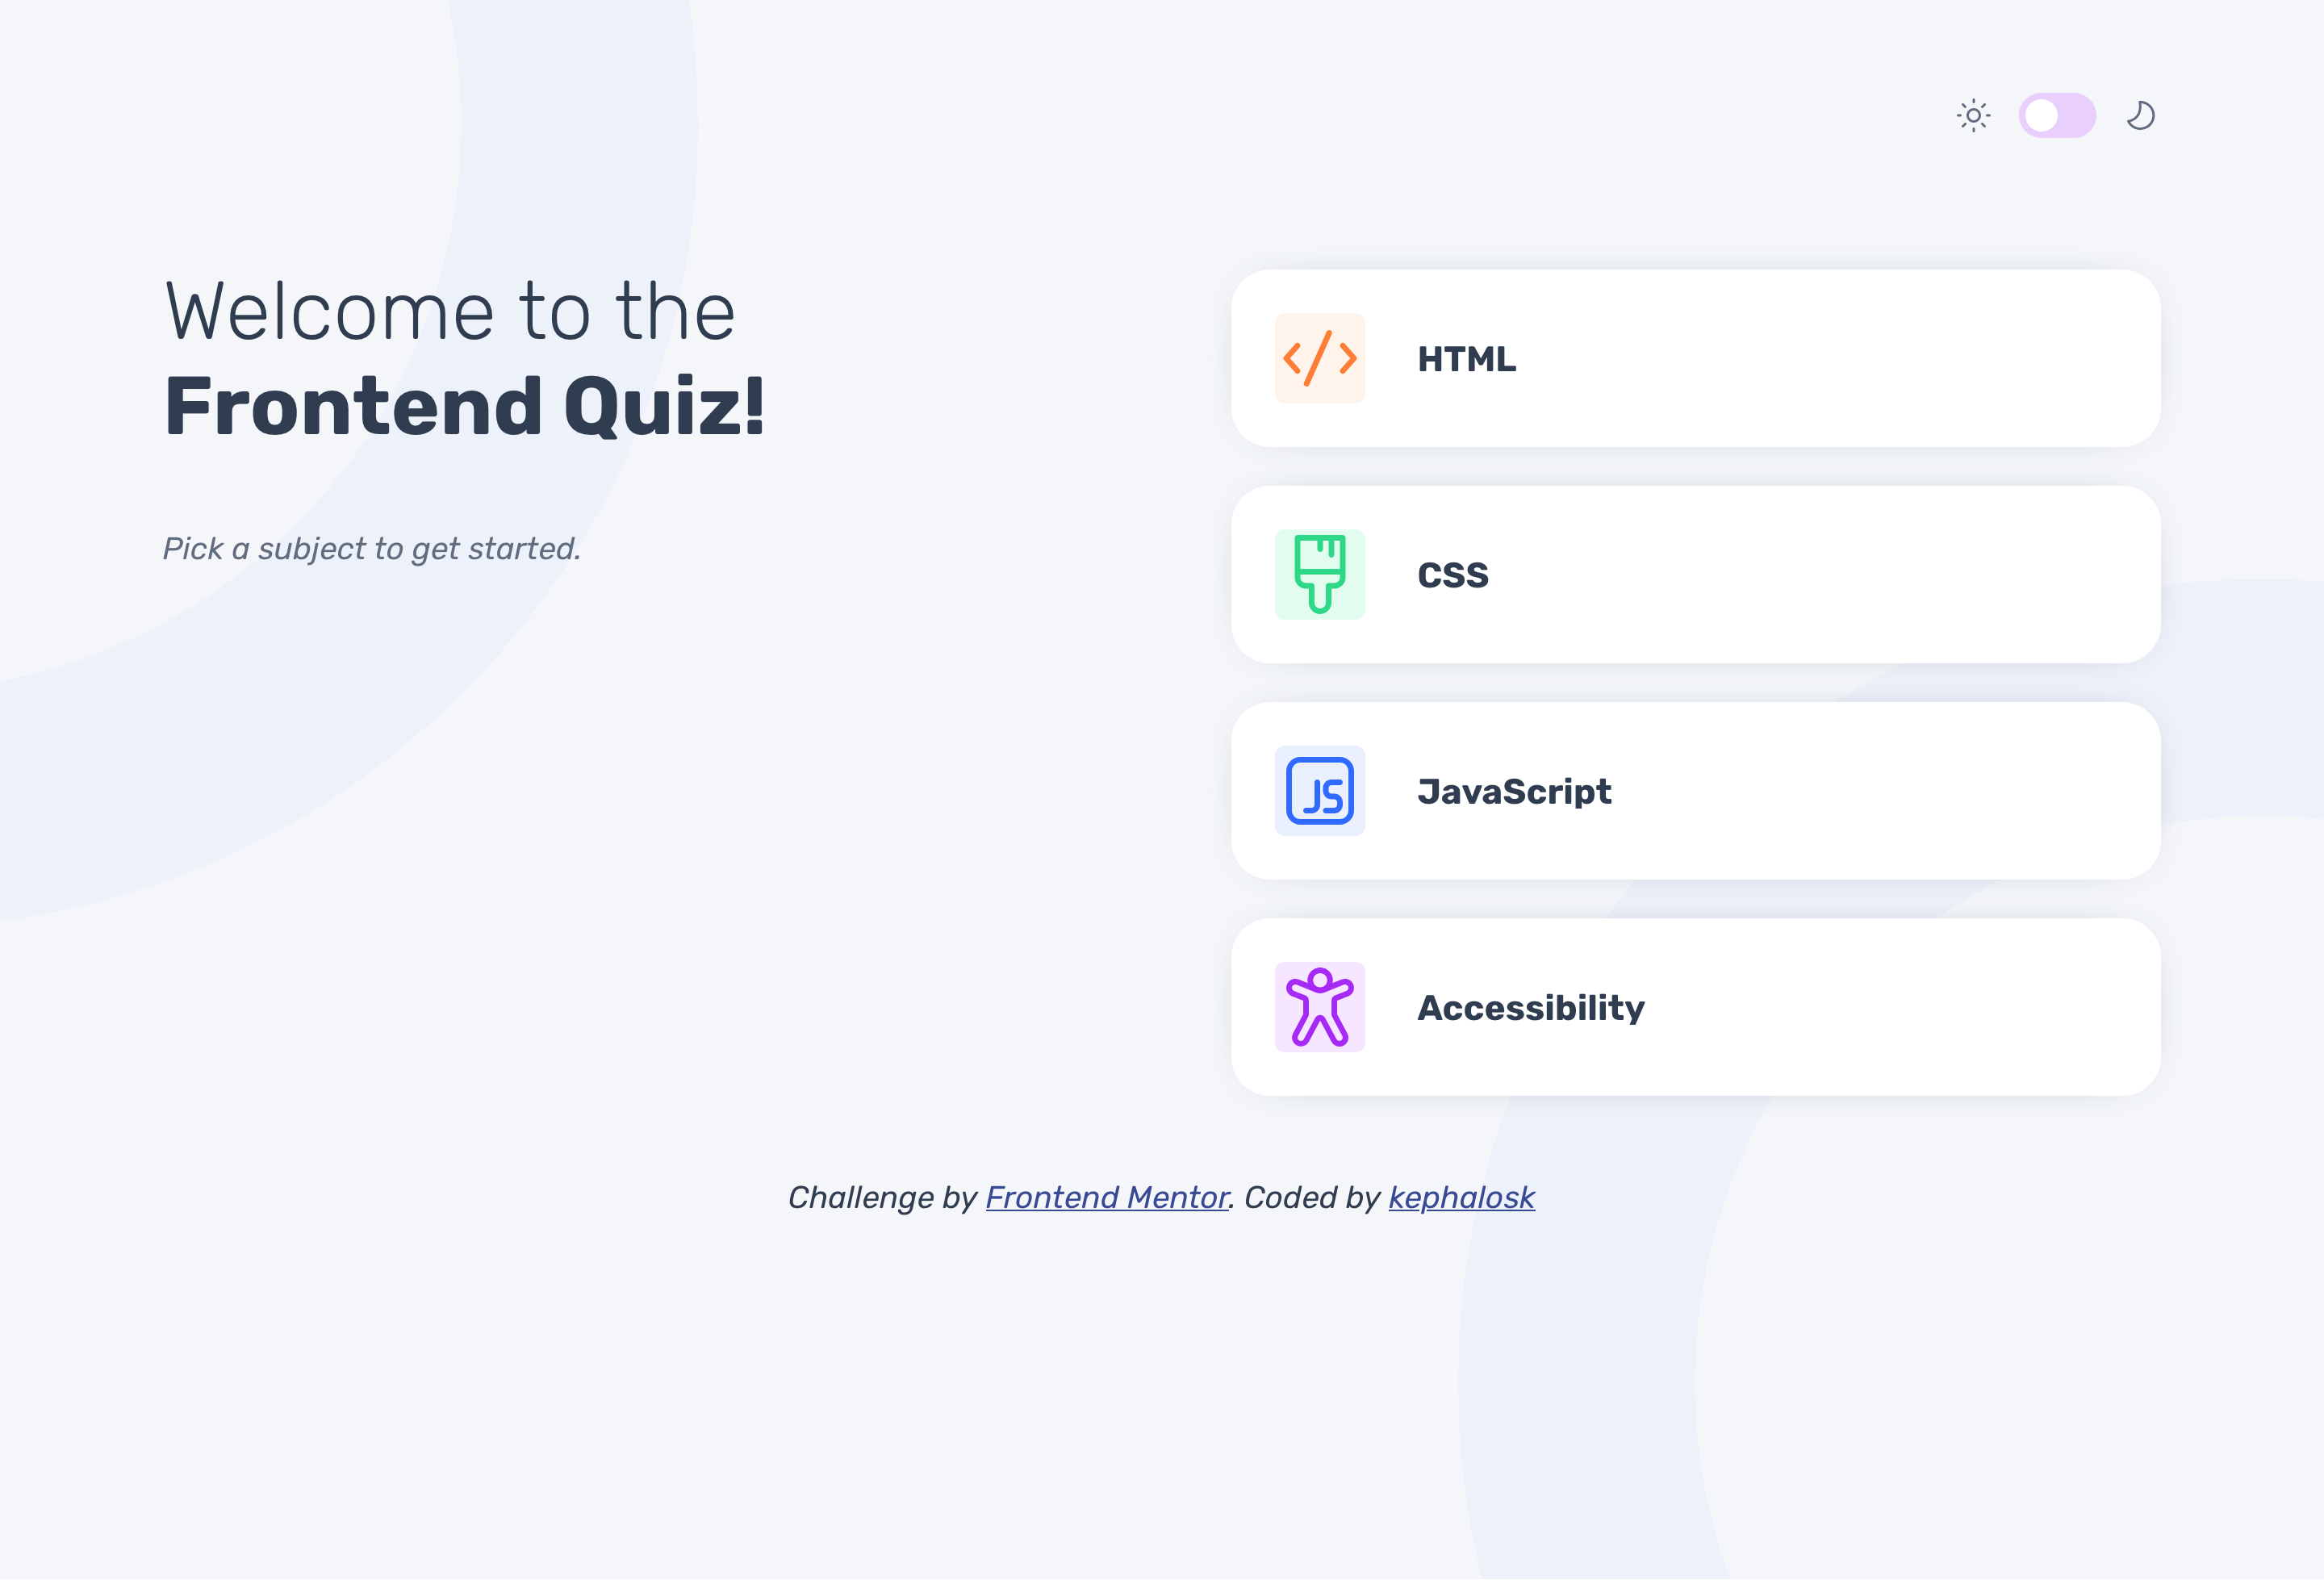 Welcome to the
Frontend Quiz!
Pick a subject to get started.
HTML
CSS
JS
JavaScript
Accessibility
Challenge by Frontend Mentor. Coded by kephalosk